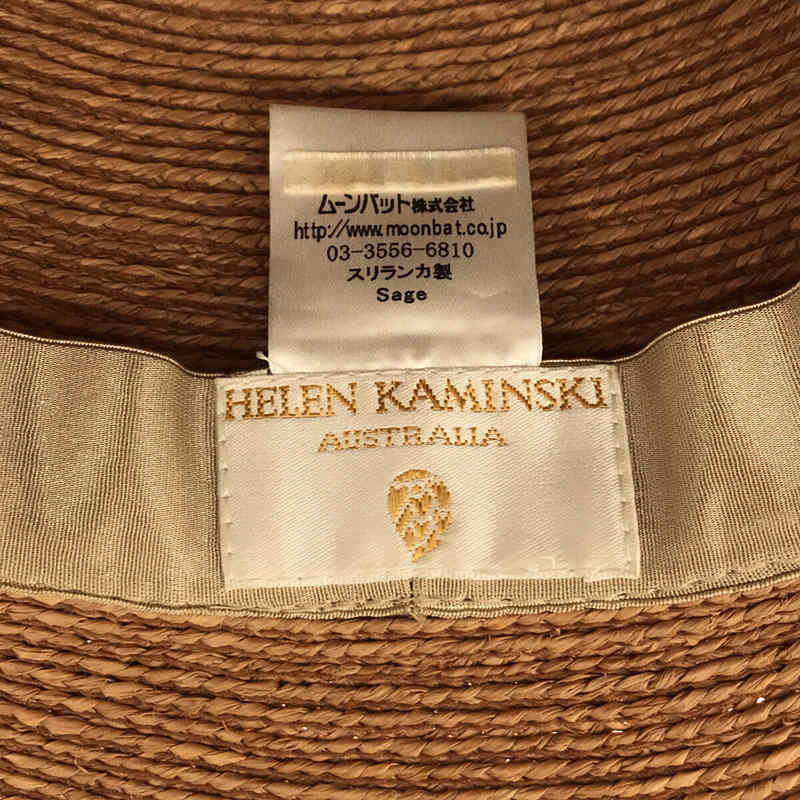 ムーンバット株式会社
http://www.moonbat.co.jp
03-3556-6810
スリランカ製
Sage
HELEN KAMINSKI
AUSTRALIA